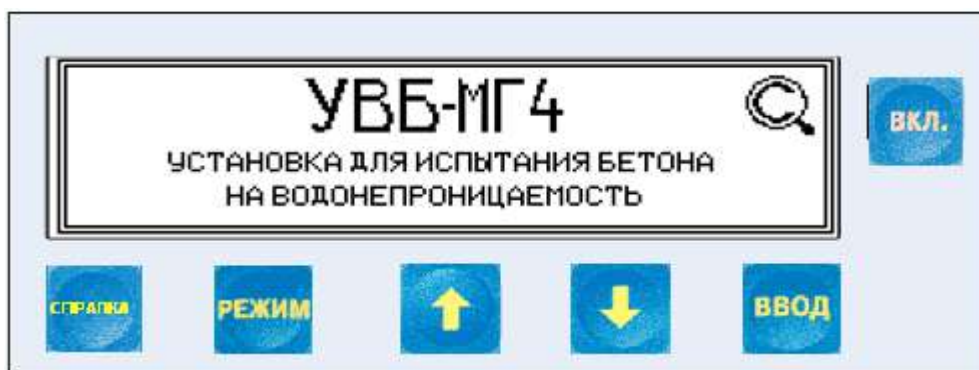 УВБ-МГ4
УСТАНОВКА ДЛЯ ИСПЫТАНИЯ БЕТОНА
НА ВОДОНЕПРОНИЦАЕМОСТЬ
ВКЛ.
СПРАВКА
РЕЖИМ
ВВОД